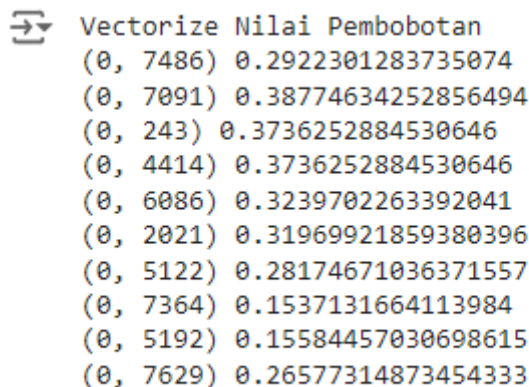 Vectorize Nilai Pembobotan
(0, 7486) 0.2922301283735074
(0, 7091) 0.38774634252856494
(0, 243) 0.3736252884530646
(0, 4414) 0.3736252884530646
(0, 6086) 0.3239702263392041
(0, 2021) 0.31969921859380396
(0, 5122) 0.28174671036371557
(0, 7364) 0.1537131664113984
(0, 5192) 0.15584457030698615
(0, 7629) 0.26577314873454333